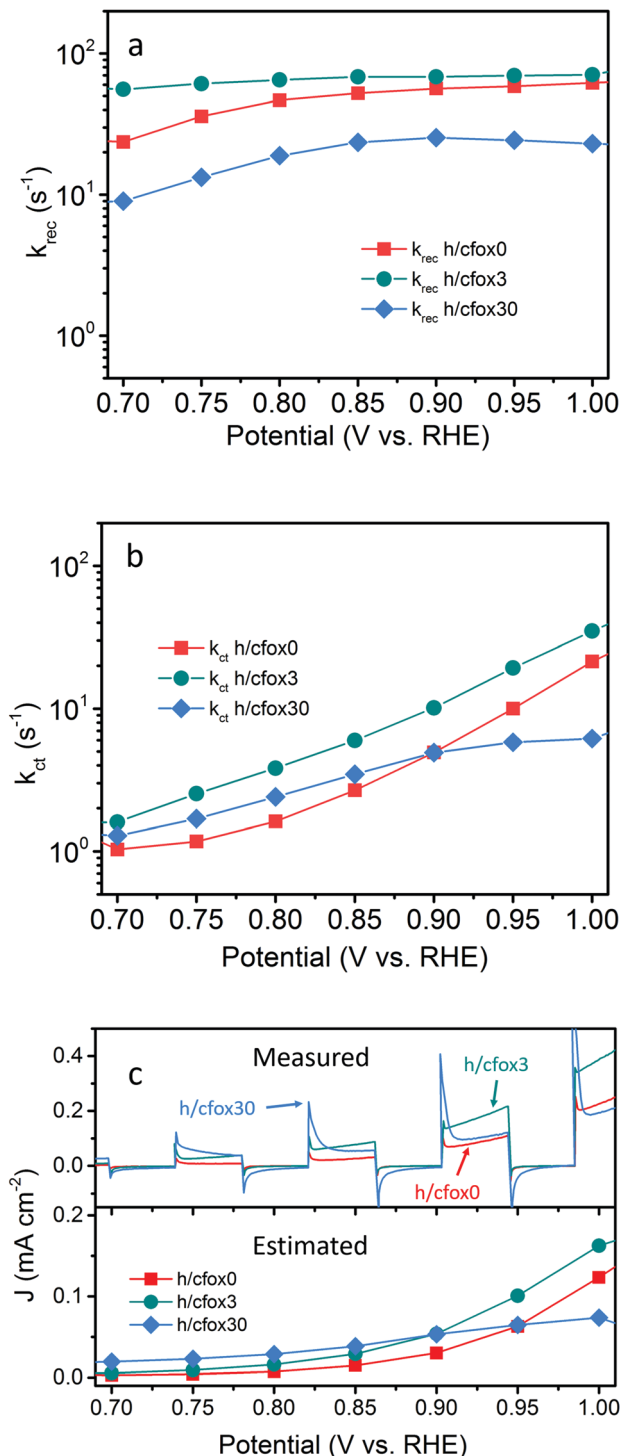 a
10²
10¹
10⁰
k_rec (s⁻¹)
k_rec h/cfox0
k_rec h/cfox3
k_rec h/cfox30
0.70 0.75 0.80 0.85 0.90 0.95 1.00
Potential (V vs. RHE)
b
10²
10¹
10⁰
k_ct (s⁻¹)
k_ct h/cfox0
k_ct h/cfox3
k_ct h/cfox30
0.70 0.75 0.80 0.85 0.90 0.95 1.00
Potential (V vs. RHE)
c
Measured
0.4
0.2
0.0
h/cfox30
h/cfox3
h/cfox0
J (mA cm⁻²)
Estimated
0.2
0.1
0.0
h/cfox0
h/cfox3
h/cfox30
0.70 0.75 0.80 0.85 0.90 0.95 1.00
Potential (V vs. RHE)